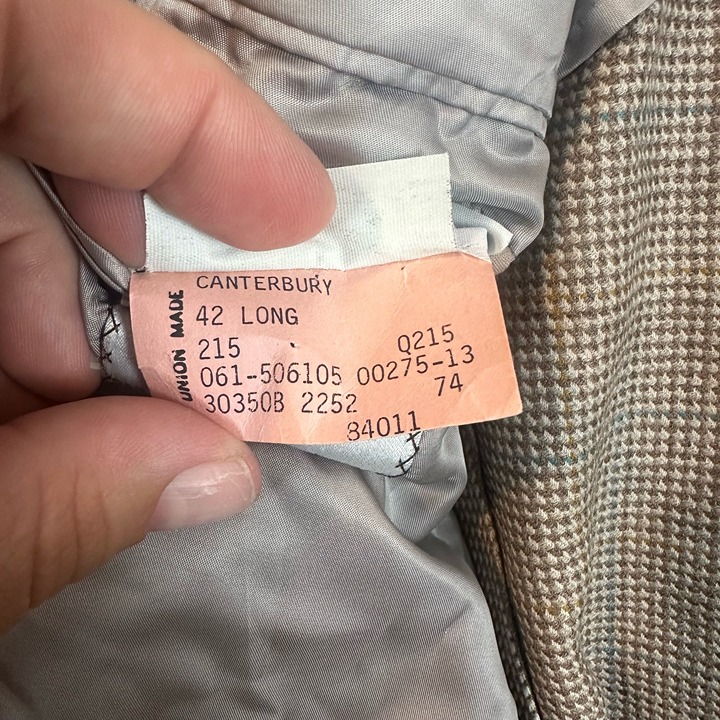 UNION MADE
CANTERBURY
42 LONG
215 Q215
061-506105 00275-13
30350B 2252 74
84011